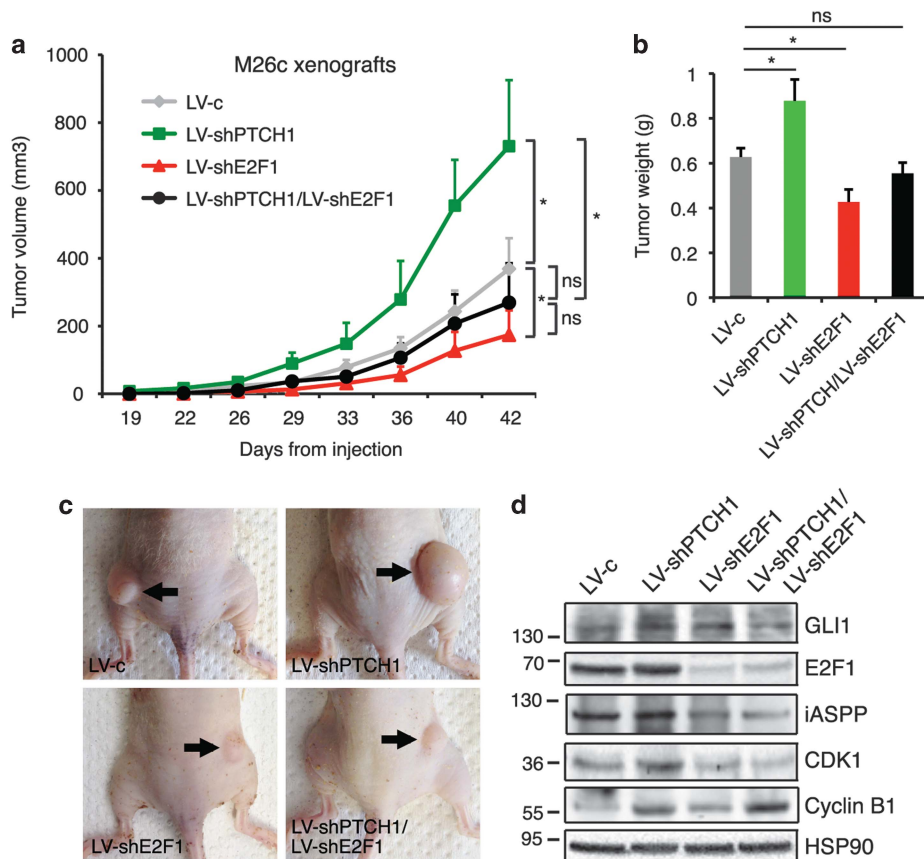 a
M26c xenografts
Tumor volume (mm3)
1000
800
600
400
200
0
LV-c
LV-shPTCH1
LV-shE2F1
LV-shPTCH1/LV-shE2F1
*
*
*
ns
ns
19 22 26 29 33 36 40 42
Days from injection
b
ns
*
*
Tumor weight (g)
1
0.8
0.6
0.4
0.2
0
LV-c
LV-shPTCH1
LV-shE2F1
LV-shPTCH/LV-shE2F1
c
LV-c
LV-shPTCH1
LV-shE2F1
LV-shPTCH1/
LV-shE2F1
d
LV-c
LV-shPTCH1
LV-shE2F1
LV-shPTCH1/
LV-shE2F1
130
GLI1
70
E2F1
130
iASPP
36
CDK1
55
Cyclin B1
95
HSP90